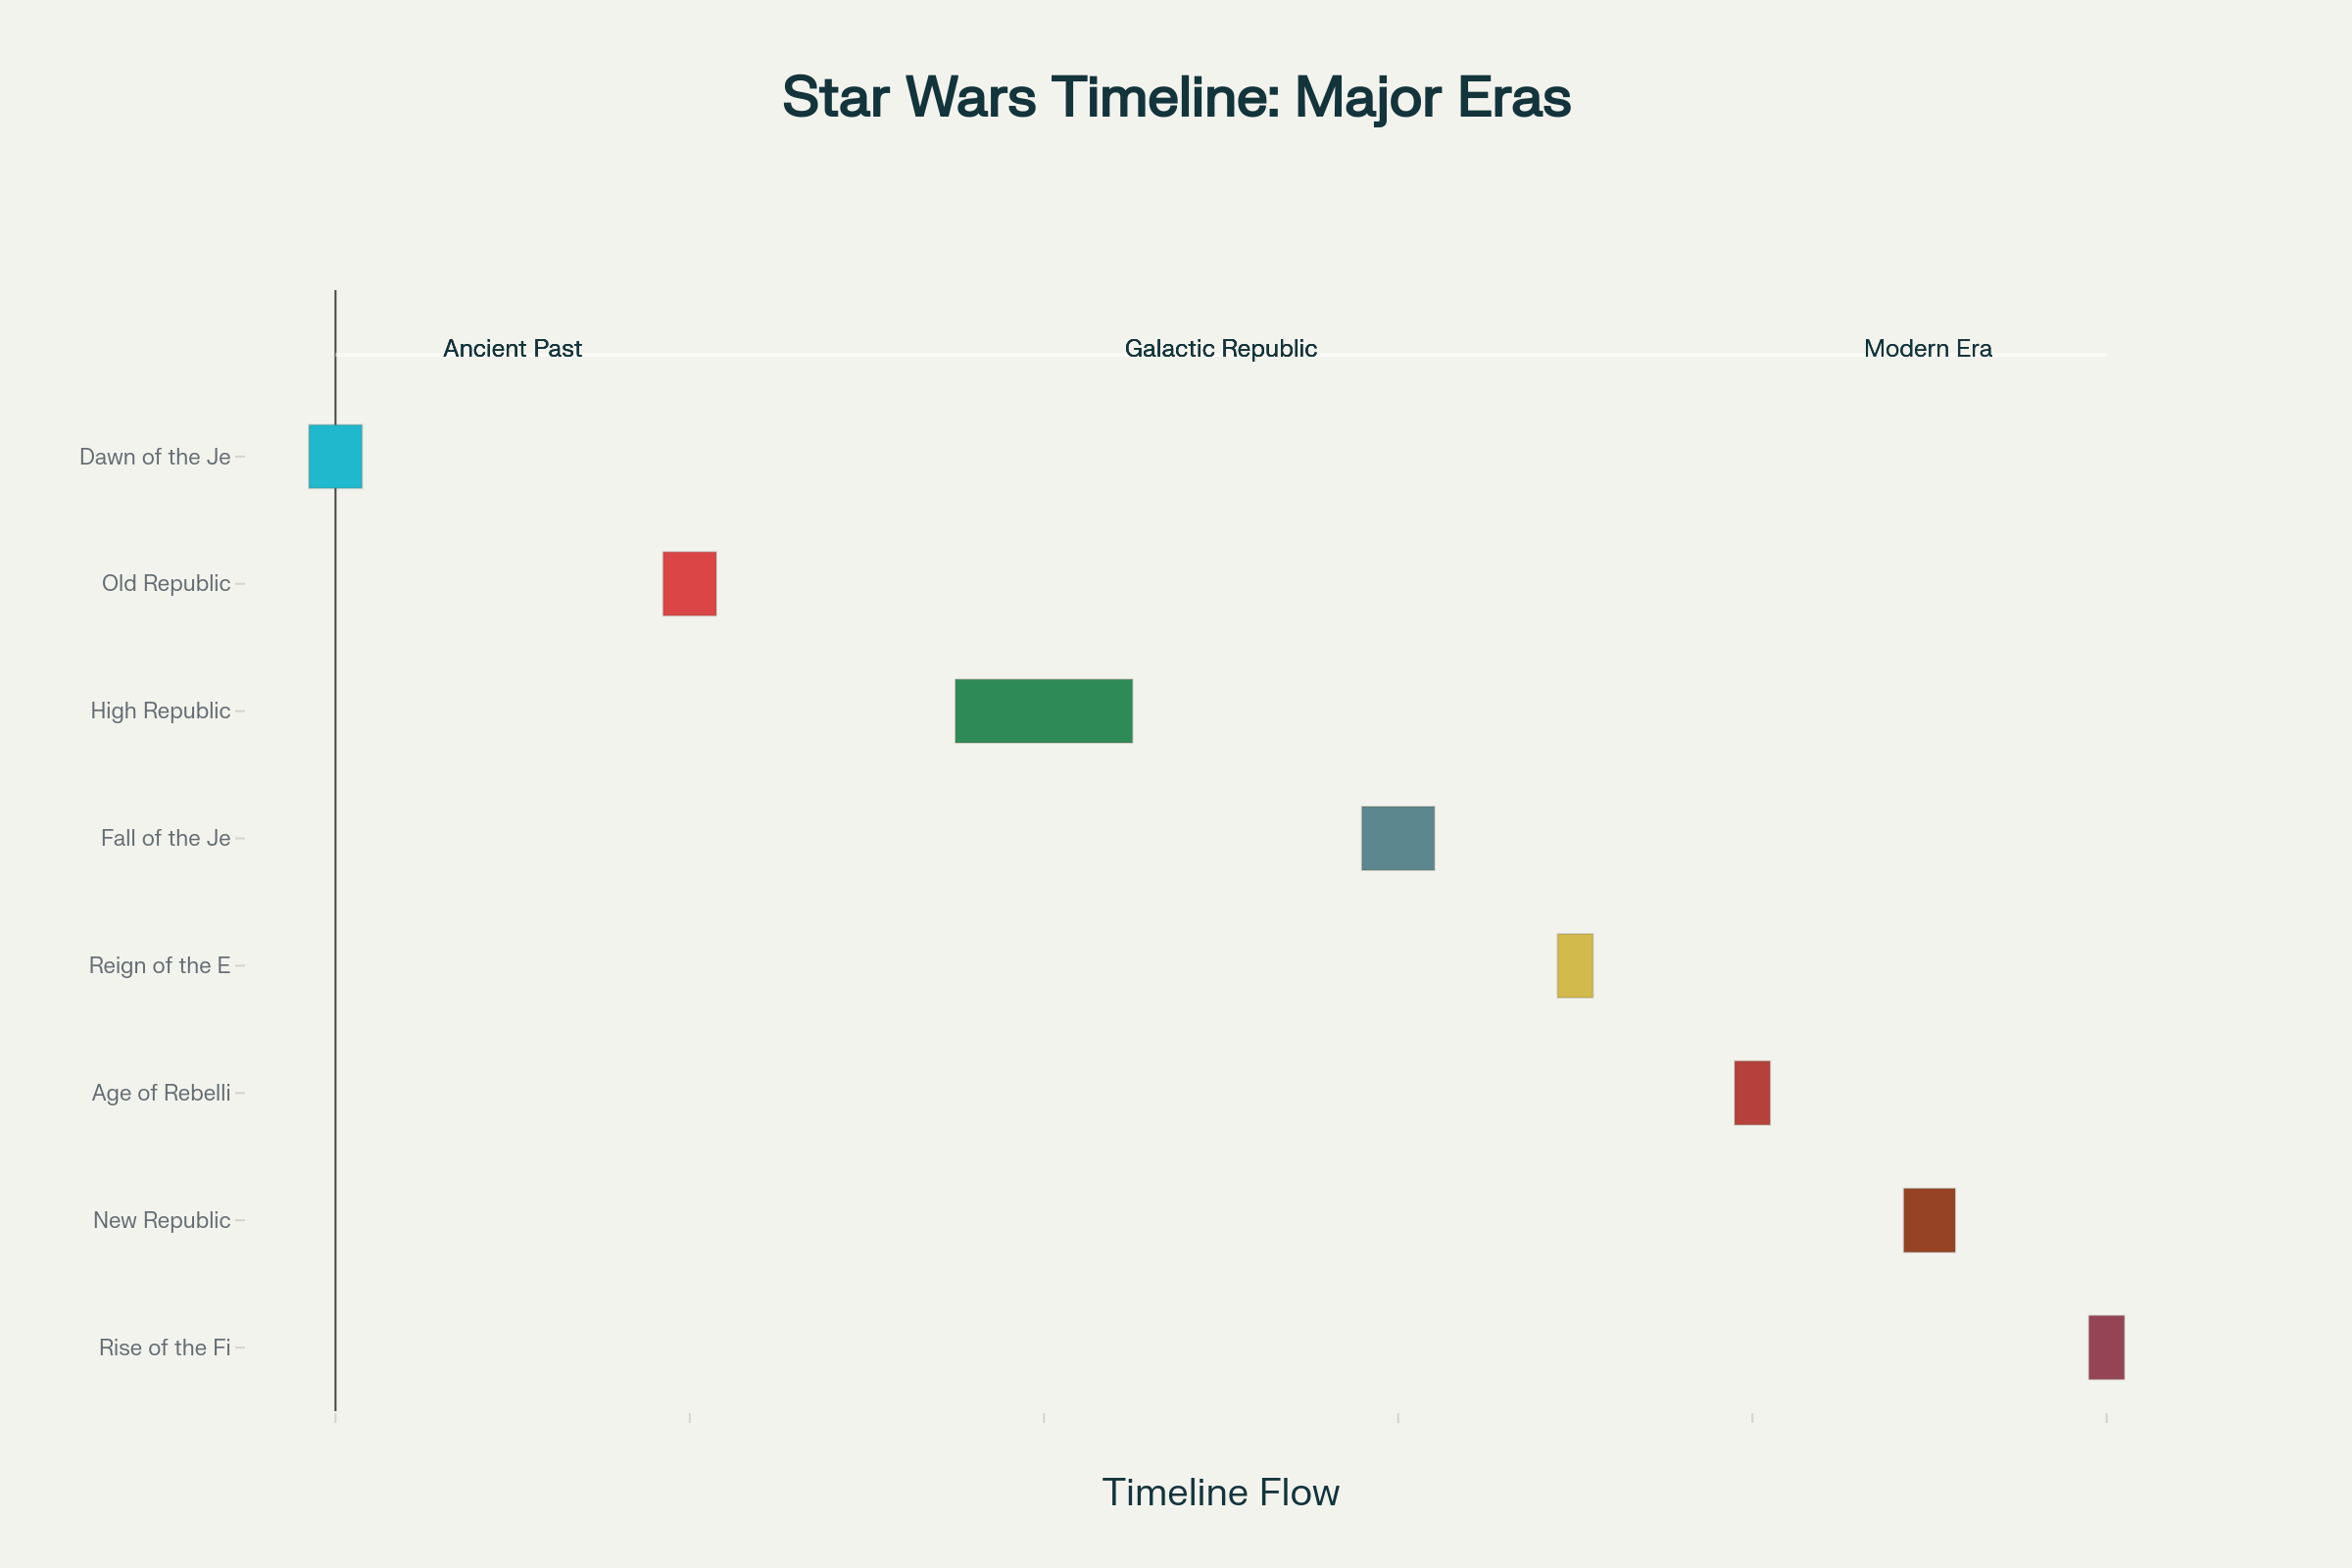 Star Wars Timeline: Major Eras
Ancient Past
Galactic Republic
Modern Era
Dawn of the Je
Old Republic
High Republic
Fall of the Je
Reign of the E
Age of Rebelli
New Republic
Rise of the Fi
Timeline Flow